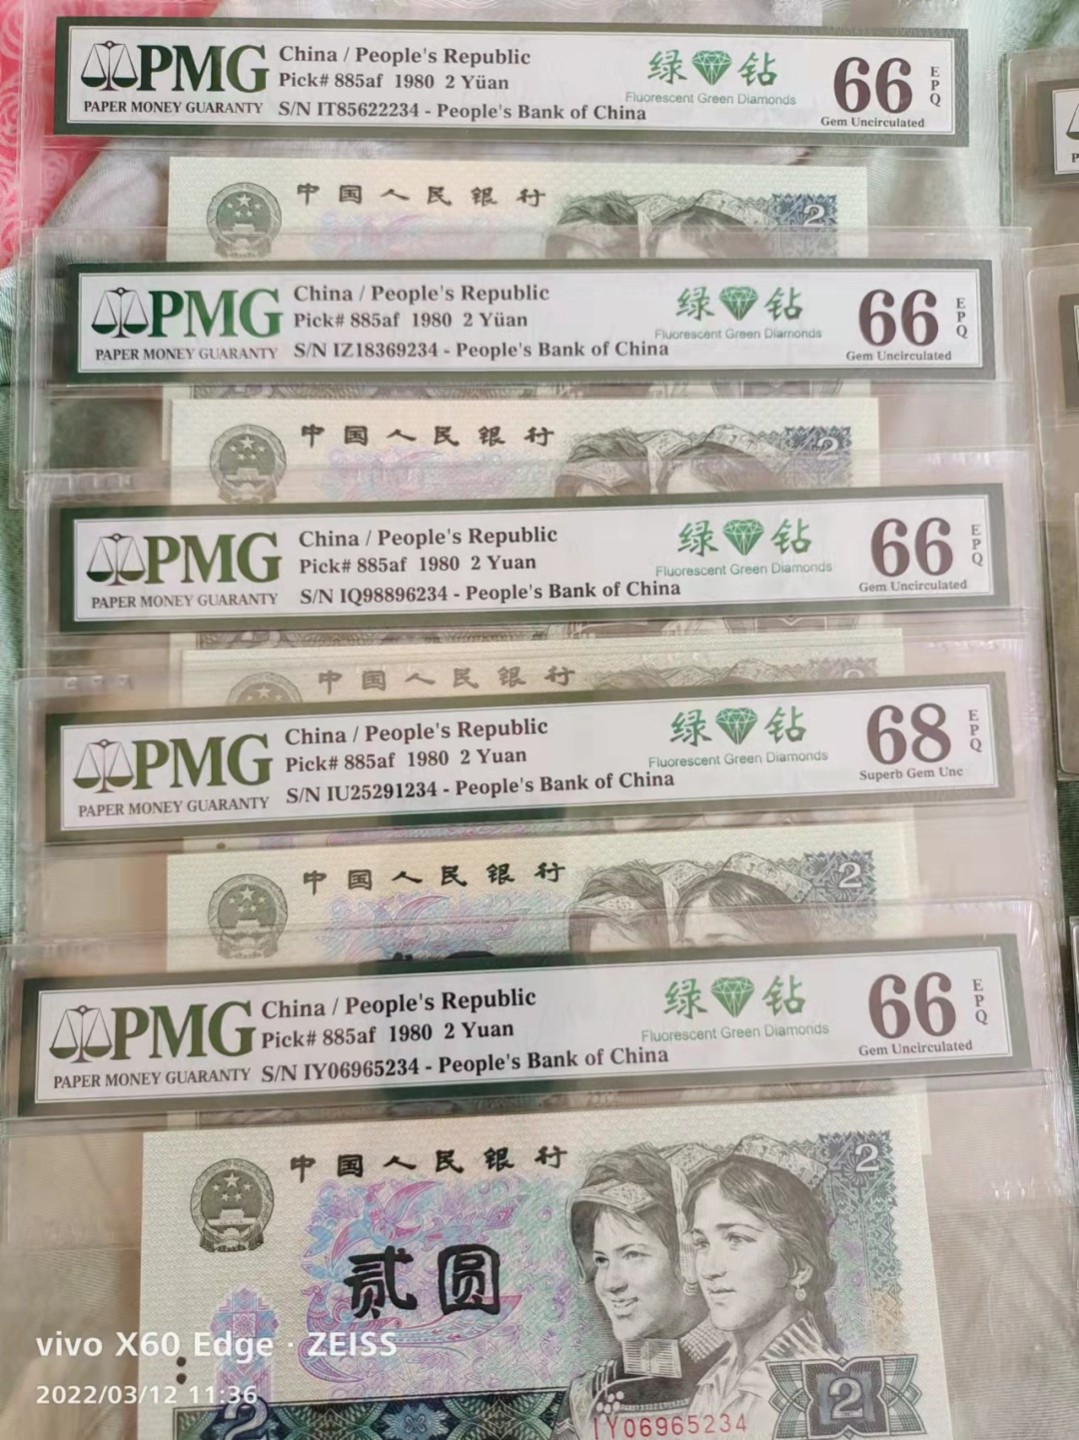 PMG
PAPER MONEY GUARANTY
China / People's Republic
Pick# 885af 1980 2 Yüan
S/N IT85622234 - People's Bank of China
绿 钻
Fluorescent Green Diamonds
66
EPQ
Gem Uncirculated
中国人民银行
2
PMG
PAPER MONEY GUARANTY
China / People's Republic
Pick# 885af 1980 2 Yüan
S/N IZ18369234 - People's Bank of China
绿 钻
Fluorescent Green Diamonds
66
EPQ
Gem Uncirculated
中国人民银行
2
PMG
PAPER MONEY GUARANTY
China / People's Republic
Pick# 885af 1980 2 Yuan
S/N IQ98896234 - People's Bank of China
绿 钻
Fluorescent Green Diamonds
66
EPQ
Gem Uncirculated
中国人民银行
PMG
PAPER MONEY GUARANTY
China / People's Republic
Pick# 885af 1980 2 Yuan
S/N IU25291234 - People's Bank of China
绿 钻
Fluorescent Green Diamonds
68
EPQ
Superb Gem Unc
中国人民银行
2
PMG
PAPER MONEY GUARANTY
China / People's Republic
Pick# 885af 1980 2 Yuan
S/N IY06965234 - People's Bank of China
绿 钻
Fluorescent Green Diamonds
66
EPQ
Gem Uncirculated
中国人民银行
2
贰圆
vivo X60 Edge · ZEISS
2022/03/12 11:36
2
2
IY06965234